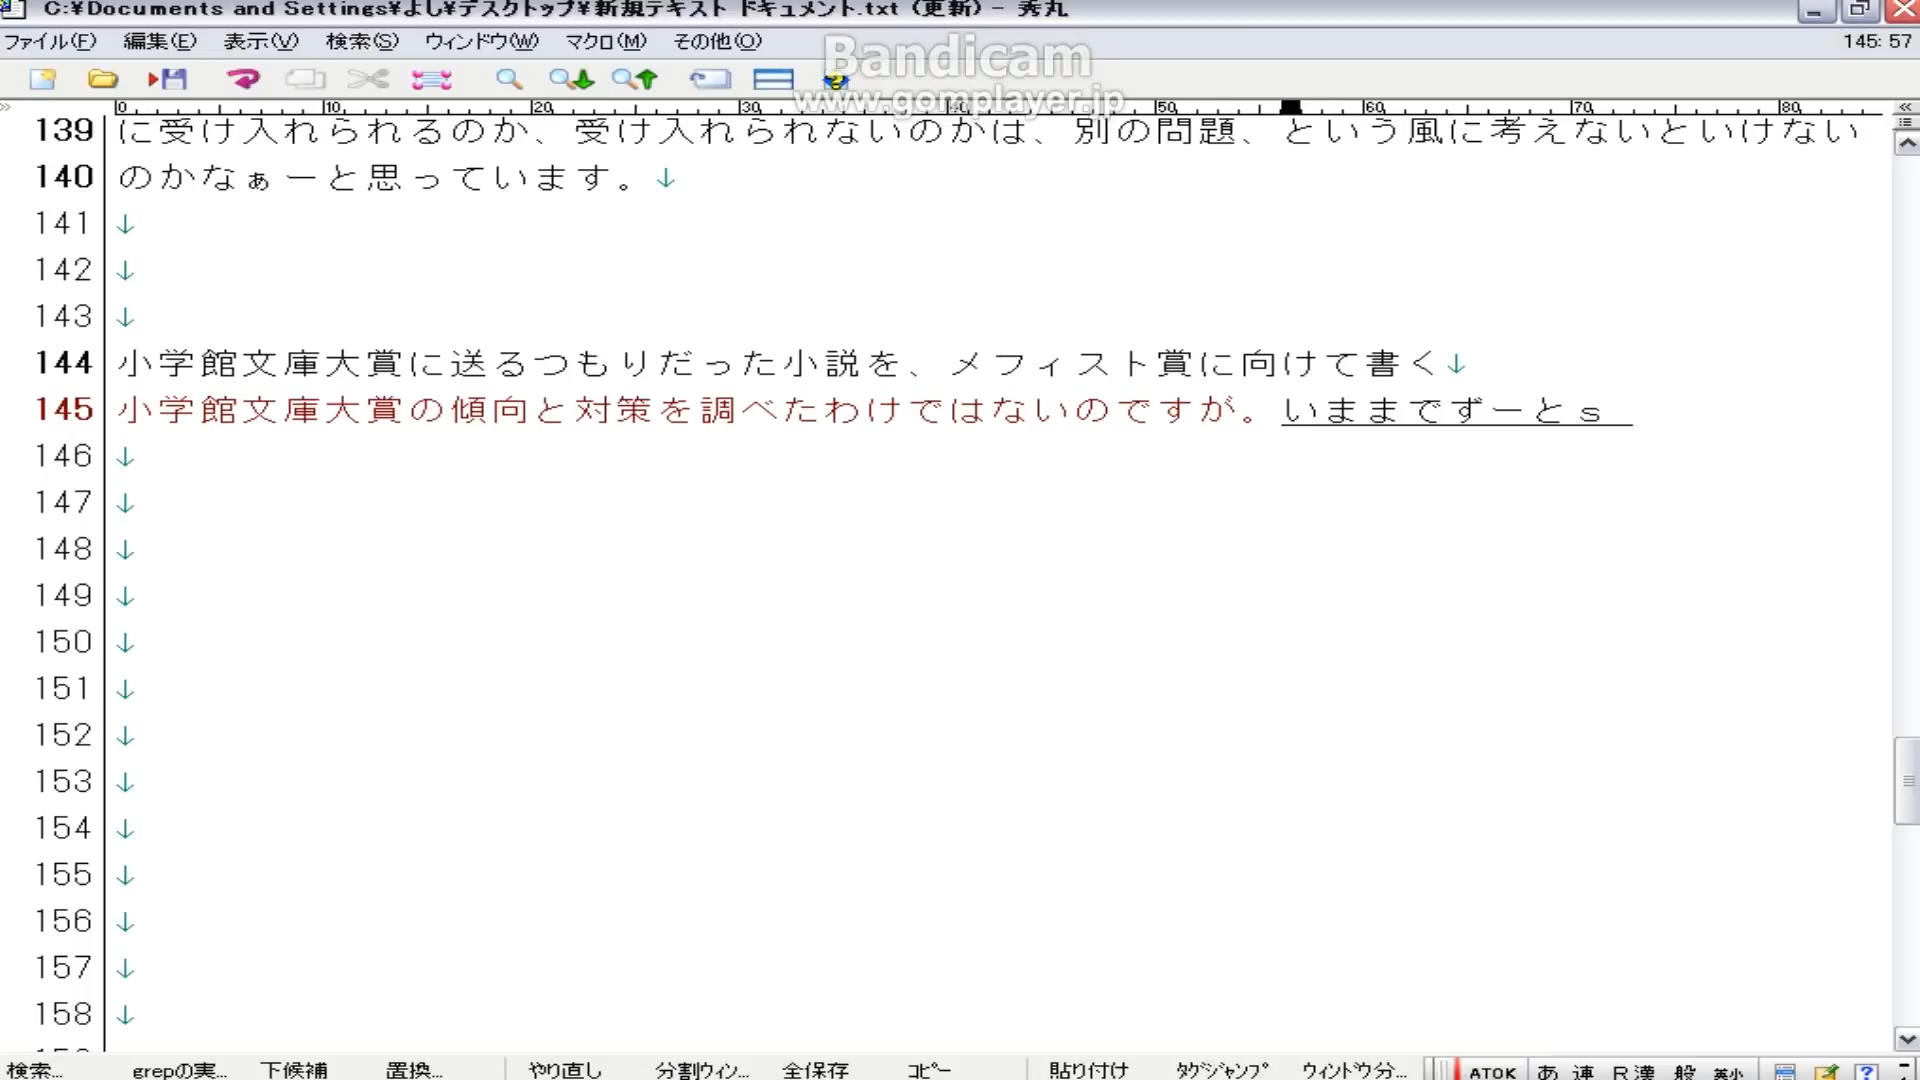 C:¥Documents and Settings¥よし¥デスクトップ¥新規テキスト ドキュメント.txt (更新) - 秀丸
ファイル(F) 編集(E) 表示(V) 検索(S) ウィンドウ(W) マクロ(M) その他(O) 145: 57
Bandicam
www.gomplayer.jp
0 10 20 30 40 50 60 70 80
139 に受け入れられるのか、受け入れられないのかは、別の問題、という風に考えないといけない
140 のかなぁーと思っています。↓
141 ↓
142 ↓
143 ↓
144 小学館文庫大賞に送るつもりだった小説を、メフィスト賞に向けて書く↓
145 小学館文庫大賞の傾向と対策を調べたわけではないのですが。いままでずーとｓ
146 ↓
147 ↓
148 ↓
149 ↓
150 ↓
151 ↓
152 ↓
153 ↓
154 ↓
155 ↓
156 ↓
157 ↓
158 ↓
検索... grepの実... 下候補 置換... やり直し 分割ウィン... 全保存 コピー 貼り付け タグジャンプ ウィンドウ分... ATOK あ 連 R漢 般 英小